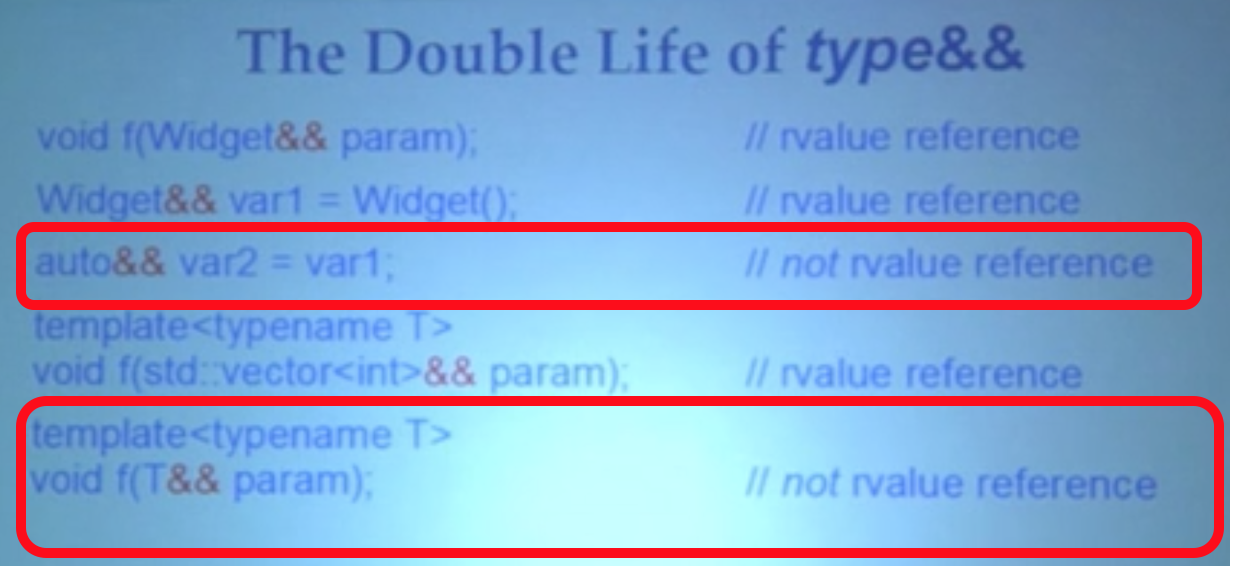 The Double Life of type&&
void f(Widget&& param); // rvalue reference
Widget&& var1 = Widget(); // rvalue reference
auto&& var2 = var1; // not rvalue reference
template<typename T>
void f(std::vector<int>&& param); // rvalue reference
template<typename T>
void f(T&& param); // not rvalue reference